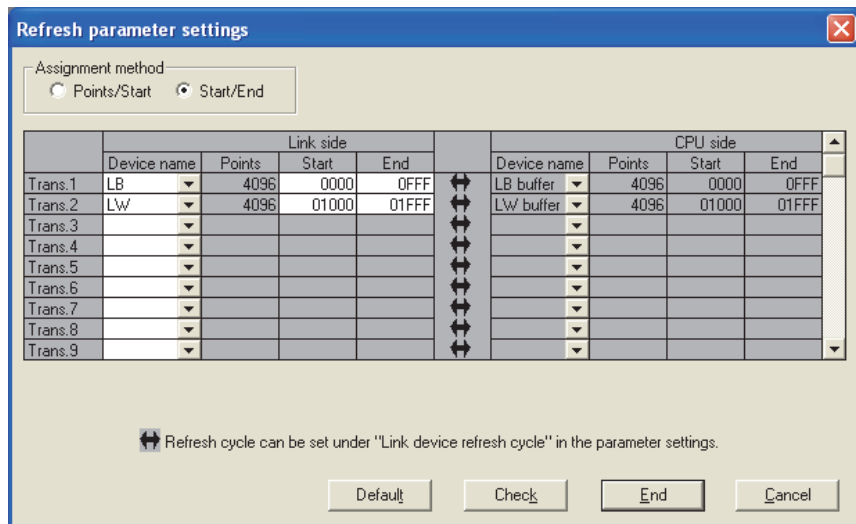 Refresh parameter settings
Assignment method
Points/Start Start/End
Link side CPU side
Device name Points Start End Device name Points Start End
Trans.1 LB 4096 0000 0FFF LB buffer 4096 0000 0FFF
Trans.2 LW 4096 01000 01FFF LW buffer 4096 01000 01FFF
Trans.3
Trans.4
Trans.5
Trans.6
Trans.7
Trans.8
Trans.9
Refresh cycle can be set under "Link device refresh cycle" in the parameter settings.
Default Check End Cancel